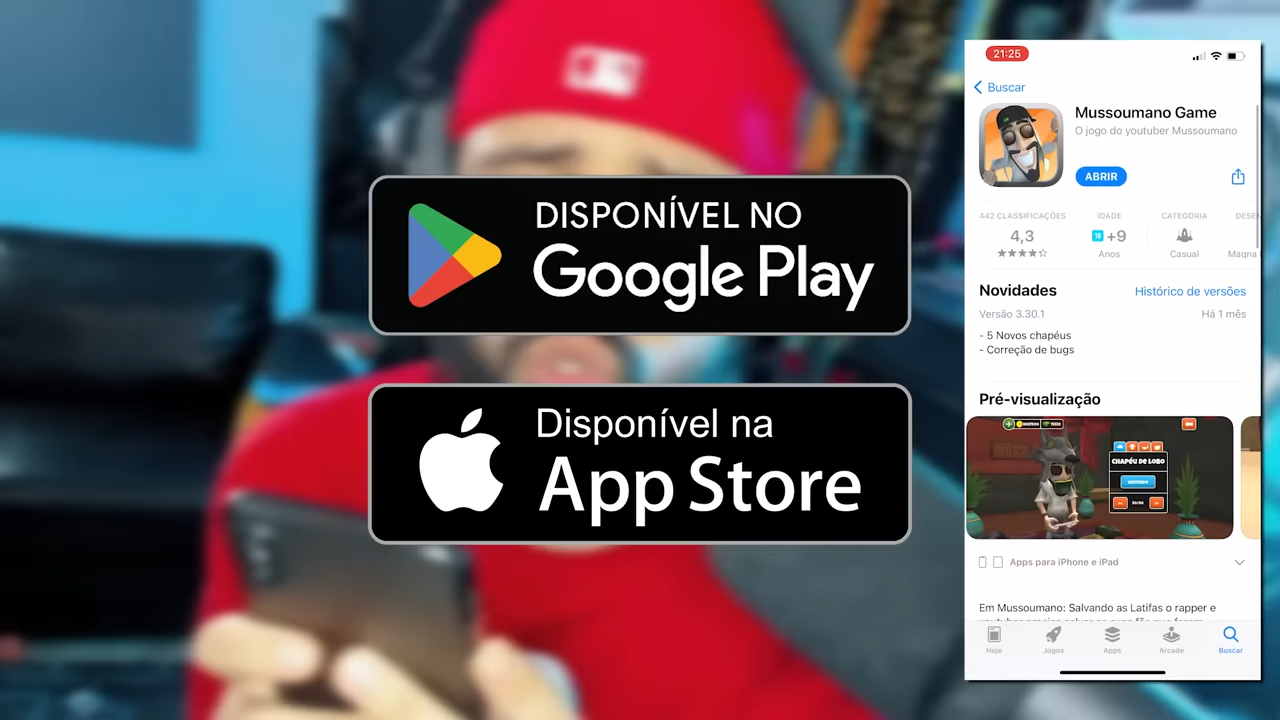 DISPONÍVEL NO
Google Play
Disponível na
App Store
21:25
Buscar
Mussoumano Game
O jogo do youtuber Mussoumano
ABRIR
442 CLASSIFICAÇÕES
IDADE
CATEGORIA
DESEN
4,3
+9
Anos
Casual
Magna
Novidades
Histórico de versões
Versão 3.30.1
Há 1 mês
- 5 Novos chapéus
- Correção de bugs
Pré-visualização
CHAPÉU DE LOBO
Apps para iPhone e iPad
Em Mussoumano: Salvando as Latifas o rapper e
Hoje
Jogos
Apps
Arcade
Buscar